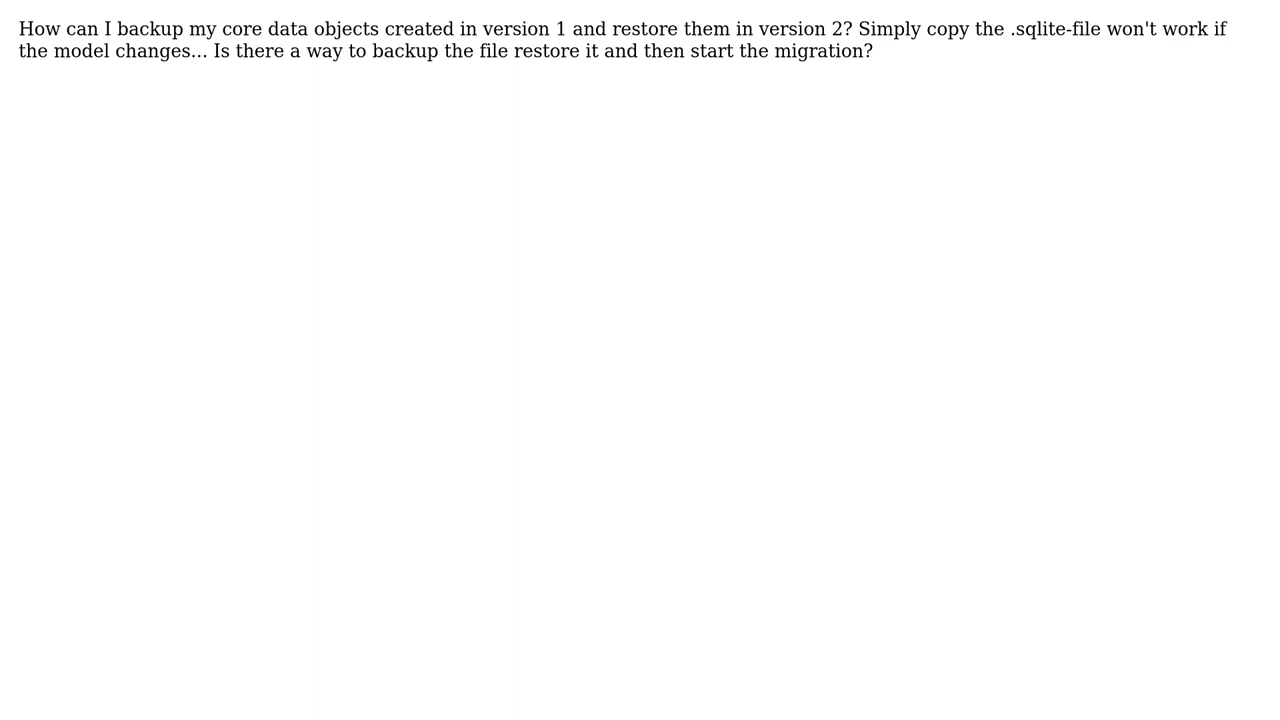 How can I backup my core data objects created in version 1 and restore them in version 2? Simply copy the .sqlite-file won't work if
the model changes... Is there a way to backup the file restore it and then start the migration?